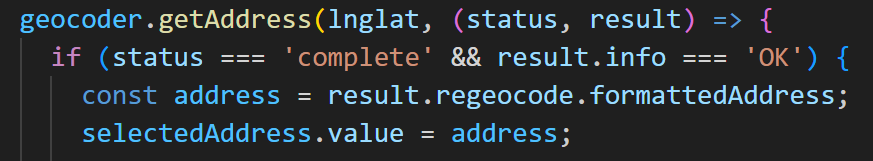 geocoder.getAddress(lnglat, (status, result) => {
if (status === 'complete' && result.info === 'OK') {
const address = result.regeocode.formattedAddress;
selectedAddress.value = address;